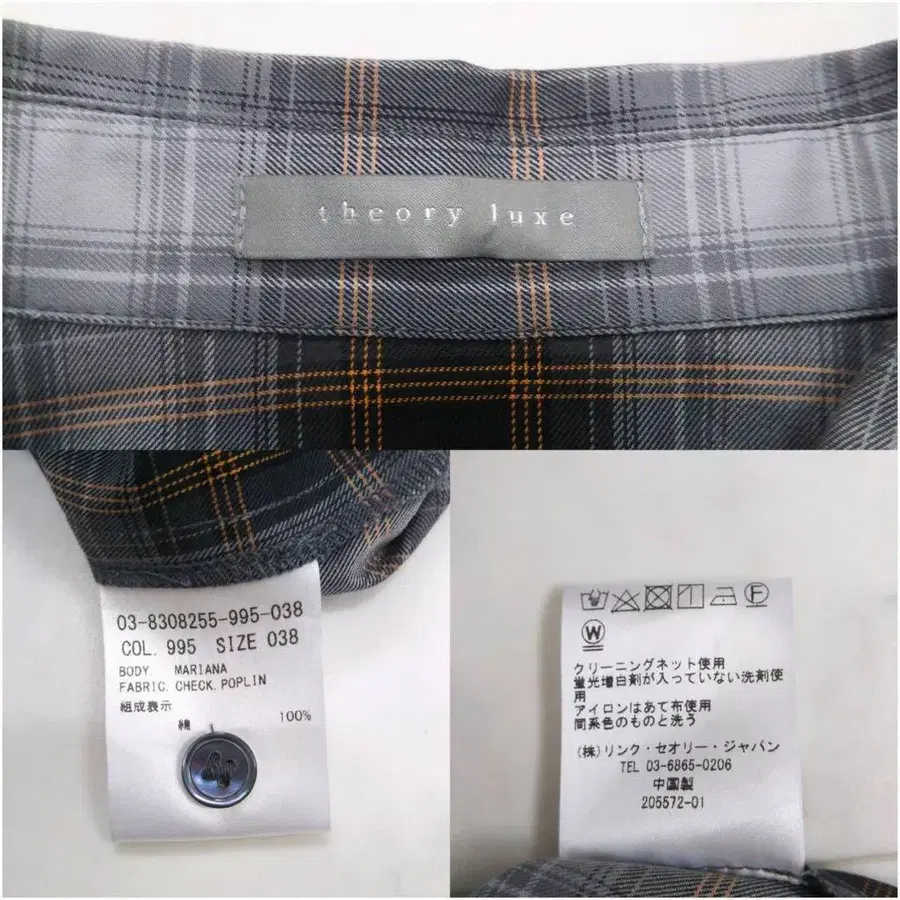 theory luxe
03-8308255-995-038
COL. 995 SIZE 038
BODY. MARIANA
FABRIC. CHECK. POPLIN
組成表示
綿 100%
F
W
クリーニングネット使用
蛍光増白剤が入っていない洗剤使
用
アイロンはあて布使用
同系色のものと洗う
(株)リンク・セオリー・ジャパン
TEL 03-6865-0206
中国製
205572-01